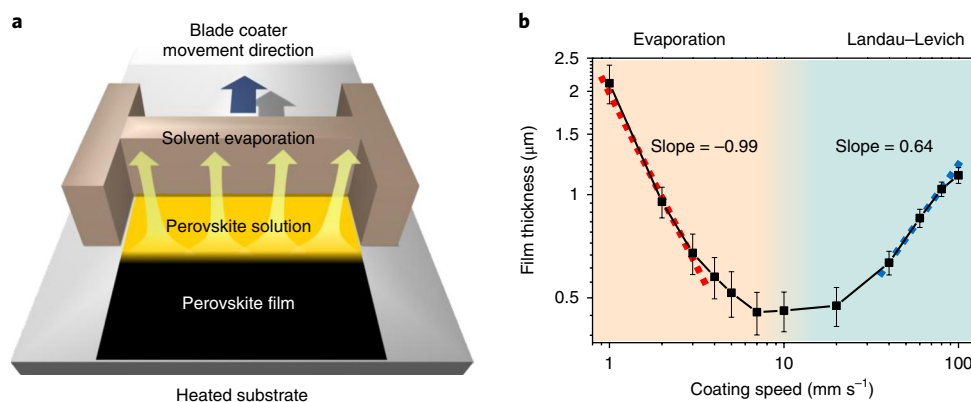 a
Blade coater
movement direction
Solvent evaporation
Perovskite solution
Perovskite film
Heated substrate
b
Evaporation
Landau–Levich
2.5
2
1.5
1
0.5
Film thickness (μm)
Slope = –0.99
Slope = 0.64
1
10
100
Coating speed (mm s⁻¹)